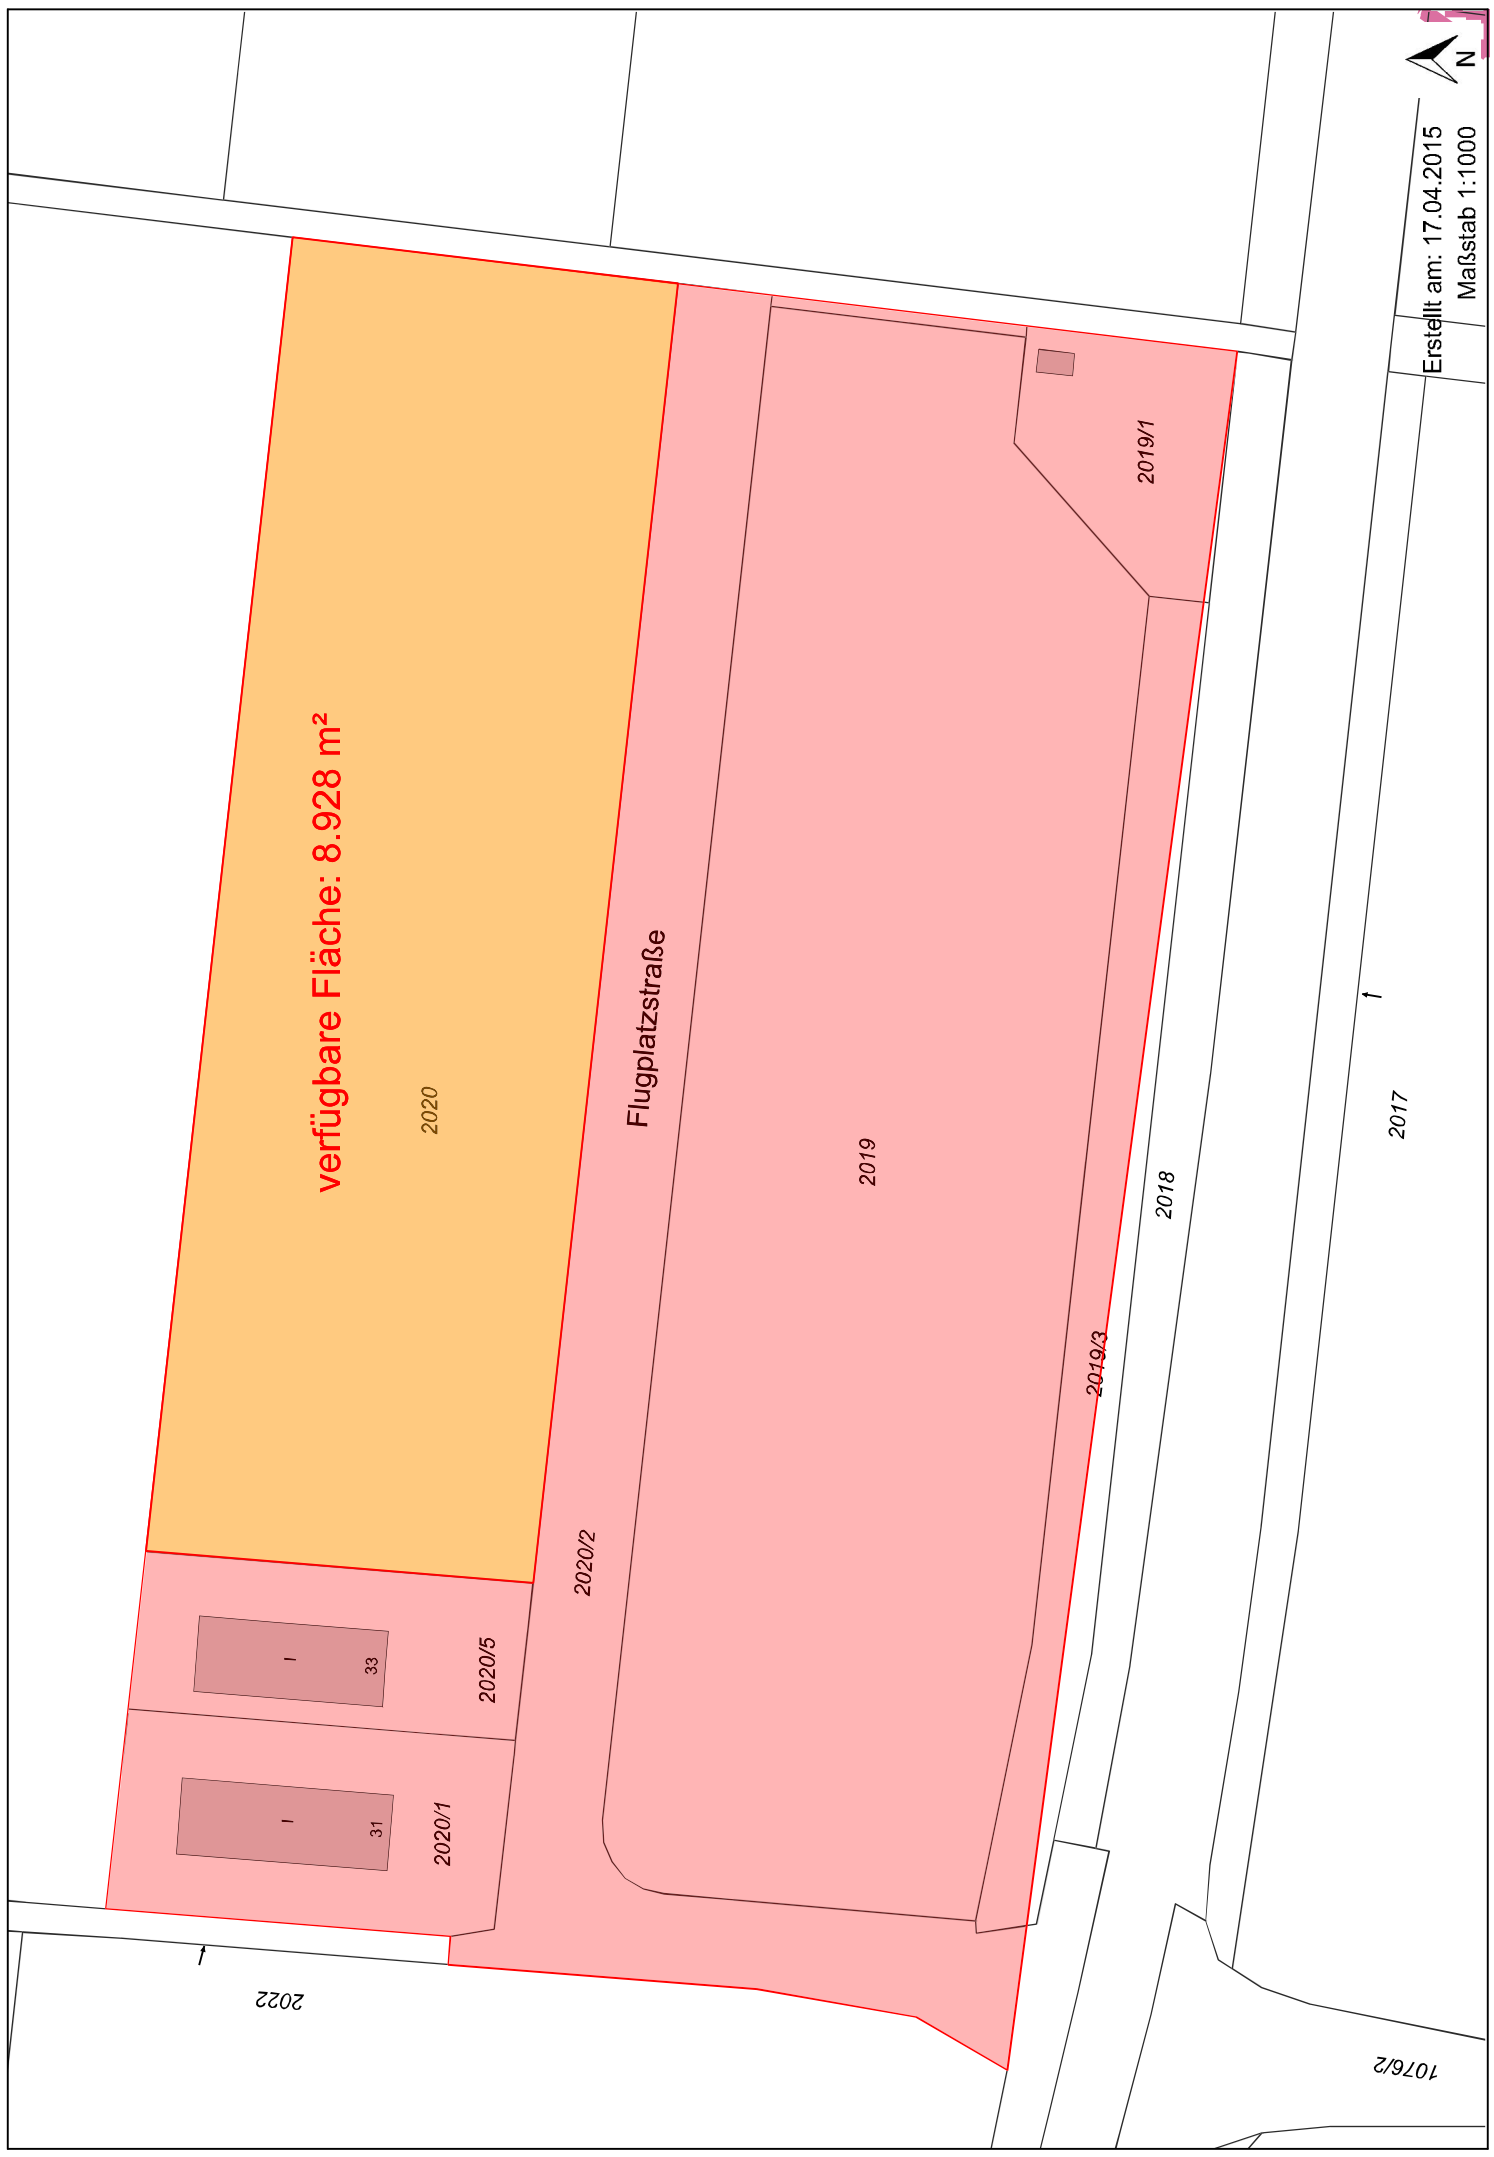 N
Erstellt am: 17.04.2015
Maßstab 1:1000
verfügbare Fläche: 8.928 m²
2020
Flugplatzstraße
2019/1
2019
2018
2017
2019/3
2020/2
2020/5
I
33
2020/1
I
31
2022
1076/2